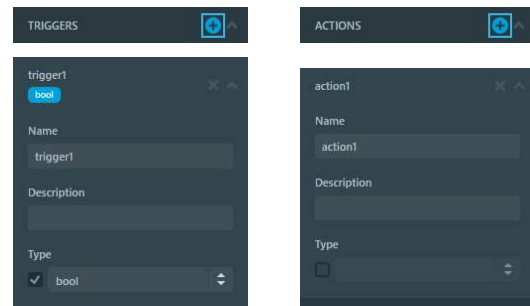 TRIGGERS
trigger1
bool
Name
trigger1
Description
Type
bool
ACTIONS
action1
Name
action1
Description
Type